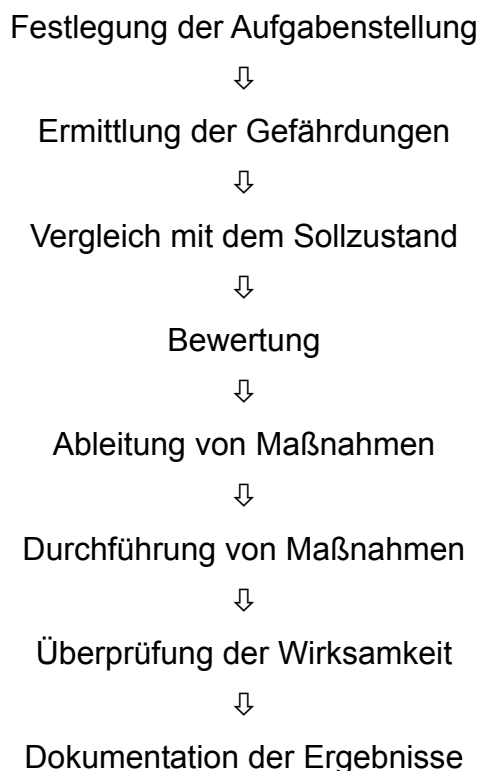 Festlegung der Aufgabenstellung
⇩
Ermittlung der Gefährdungen
⇩
Vergleich mit dem Sollzustand
⇩
Bewertung
⇩
Ableitung von Maßnahmen
⇩
Durchführung von Maßnahmen
⇩
Überprüfung der Wirksamkeit
⇩
Dokumentation der Ergebnisse